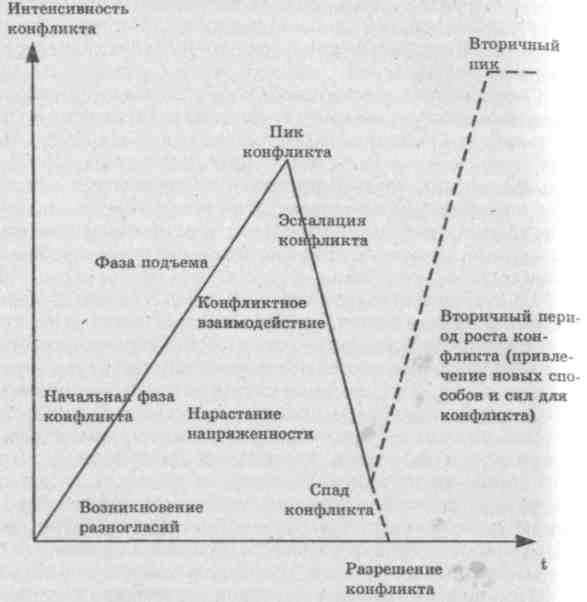 Интенсивность
конфликта
Вторичный
пик
Пик
конфликта
Эскалация
конфликта
Фаза подъема
Конфликтное
взаимодействие
Вторичный пери-
од роста кон-
фликта (привле-
чение новых спо-
собов и сил для
конфликта)
Начальная фаза
конфликта
Нарастание
напряженности
Спад
конфликта
Возникновение
разногласий
t
Разрешение
конфликта